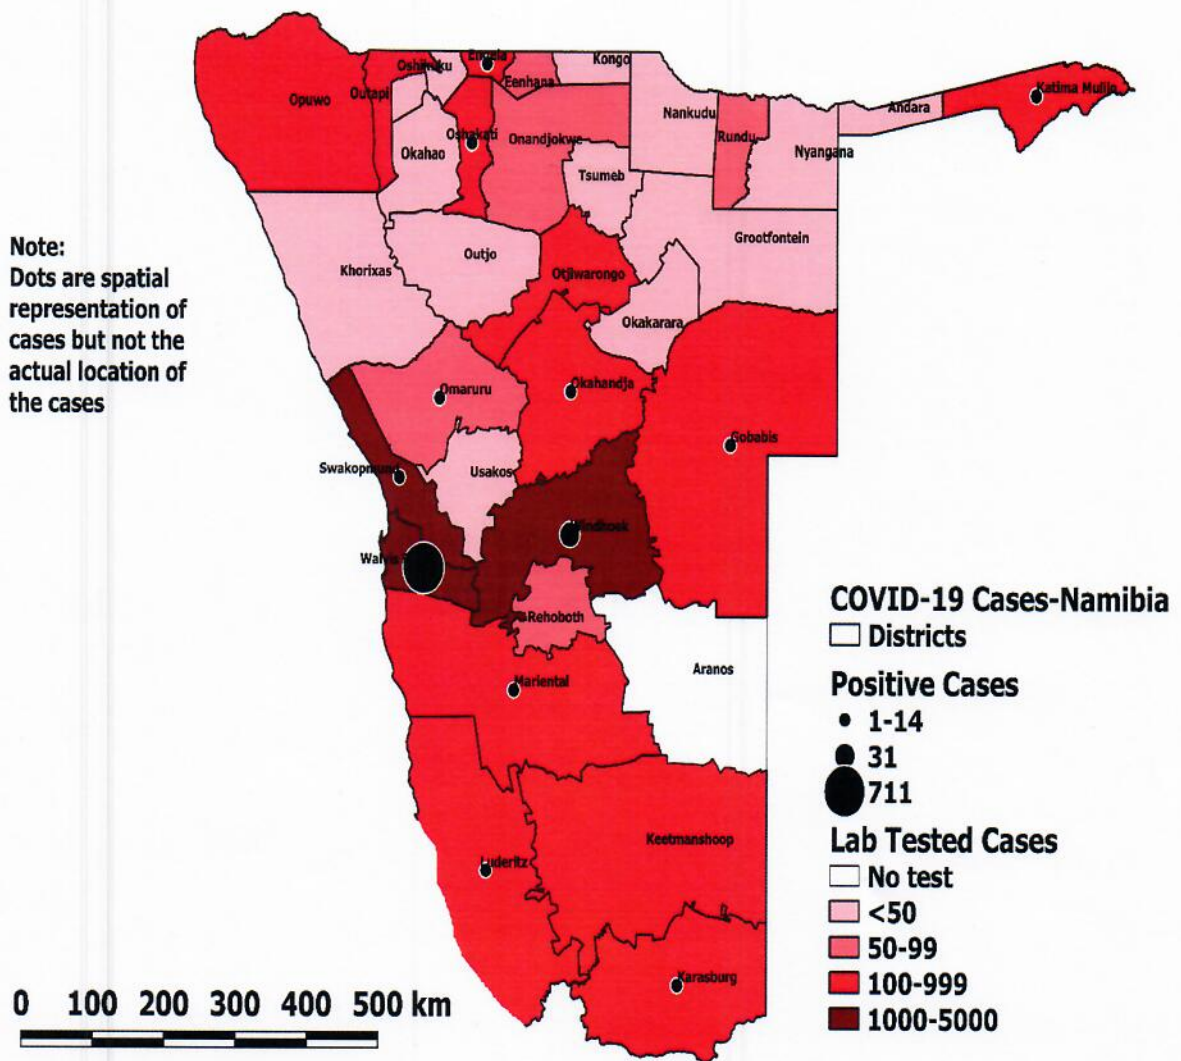 Engela
Oshikuku
Kongo
Eenhana
Katima Mulilo
Opuwo
Outapi
Andara
Nankudu
Oshakati
Onandjokwe
Rundu
Okahao
Nyangana
Tsumeb
Note:
Dots are spatial
representation of
cases but not the
actual location of
the cases
Grootfontein
Outjo
Khorixas
Otjiwarongo
Okakarara
Omaruru
Okahandja
Gobabis
Swakopmund
Usakos
Windhoek
Walvis
Rehoboth
Aranos
Mariental
COVID-19 Cases-Namibia
Districts
Positive Cases
1-14
31
711
Lab Tested Cases
No test
<50
50-99
100-999
1000-5000
Keetmanshoop
Luderitz
Karasburg
0 100 200 300 400 500 km